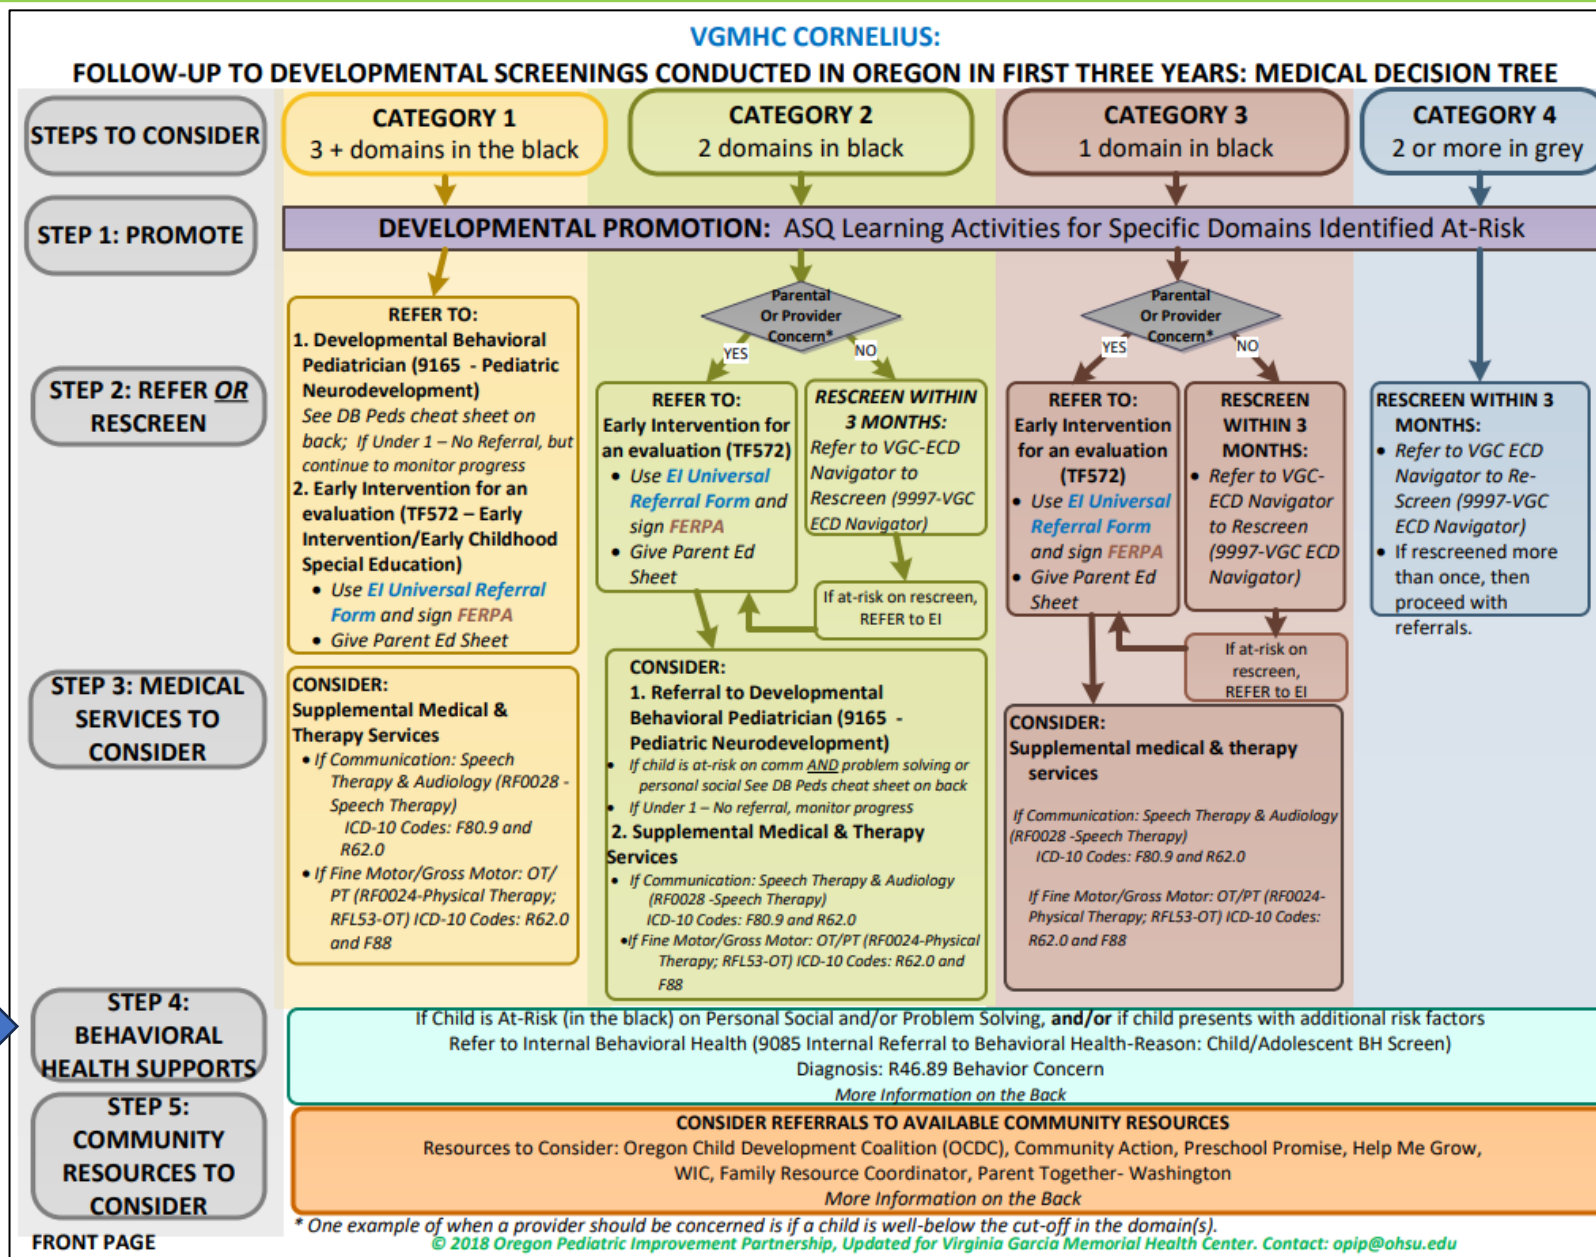 VGMHC CORNELIUS:
FOLLOW-UP TO DEVELOPMENTAL SCREENINGS CONDUCTED IN OREGON IN FIRST THREE YEARS: MEDICAL DECISION TREE
STEPS TO CONSIDER
CATEGORY 1
3 + domains in the black
CATEGORY 2
2 domains in black
CATEGORY 3
1 domain in black
CATEGORY 4
2 or more in grey
STEP 1: PROMOTE
DEVELOPMENTAL PROMOTION: ASQ Learning Activities for Specific Domains Identified At-Risk
STEP 2: REFER OR
RESCREEN
REFER TO:
1. Developmental Behavioral
Pediatrician (9165 - Pediatric
Neurodevelopment)
See DB Peds cheat sheet on
back; If Under 1 – No Referral, but
continue to monitor progress
2. Early Intervention for an
evaluation (TF572 – Early
Intervention/Early Childhood
Special Education)
• Use EI Universal Referral
Form and sign FERPA
• Give Parent Ed Sheet
Parental
Or Provider
Concern*
YES
NO
REFER TO:
Early Intervention for
an evaluation (TF572)
• Use EI Universal
Referral Form and
sign FERPA
• Give Parent Ed
Sheet
RESCREEN WITHIN
3 MONTHS:
Refer to VGC-ECD
Navigator to
Rescreen (9997-VGC
ECD Navigator)
If at-risk on rescreen,
REFER to EI
Parental
Or Provider
Concern*
YES
NO
REFER TO:
Early Intervention
for an evaluation
(TF572)
• Use EI Universal
Referral Form
and sign FERPA
• Give Parent Ed
Sheet
RESCREEN
WITHIN 3
MONTHS:
• Refer to VGC-
ECD Navigator
to Rescreen
(9997-VGC ECD
Navigator)
If at-risk on
rescreen,
REFER to EI
RESCREEN WITHIN 3
MONTHS:
• Refer to VGC ECD
Navigator to Re-
Screen (9997-VGC
ECD Navigator)
• If rescreened more
than once, then
proceed with
referrals.
STEP 3: MEDICAL
SERVICES TO
CONSIDER
CONSIDER:
Supplemental Medical &
Therapy Services
• If Communication: Speech
Therapy & Audiology (RF0028 -
Speech Therapy)
ICD-10 Codes: F80.9 and
R62.0
• If Fine Motor/Gross Motor: OT/
PT (RF0024-Physical Therapy;
RFL53-OT) ICD-10 Codes: R62.0
and F88
CONSIDER:
1. Referral to Developmental
Behavioral Pediatrician (9165 -
Pediatric Neurodevelopment)
• If child is at-risk on comm AND problem solving or
personal social See DB Peds cheat sheet on back
• If Under 1 – No referral, monitor progress
2. Supplemental Medical & Therapy
Services
• If Communication: Speech Therapy & Audiology
(RF0028 -Speech Therapy)
ICD-10 Codes: F80.9 and R62.0
•If Fine Motor/Gross Motor: OT/PT (RF0024-Physical
Therapy; RFL53-OT) ICD-10 Codes: R62.0 and
F88
CONSIDER:
Supplemental medical & therapy
services
If Communication: Speech Therapy & Audiology
(RF0028 -Speech Therapy)
ICD-10 Codes: F80.9 and R62.0
If Fine Motor/Gross Motor: OT/PT (RF0024-
Physical Therapy; RFL53-OT) ICD-10 Codes:
R62.0 and F88
STEP 4:
BEHAVIORAL
HEALTH SUPPORTS
If Child is At-Risk (in the black) on Personal Social and/or Problem Solving, and/or if child presents with additional risk factors
Refer to Internal Behavioral Health (9085 Internal Referral to Behavioral Health-Reason: Child/Adolescent BH Screen)
Diagnosis: R46.89 Behavior Concern
More Information on the Back
STEP 5:
COMMUNITY
RESOURCES TO
CONSIDER
CONSIDER REFERRALS TO AVAILABLE COMMUNITY RESOURCES
Resources to Consider: Oregon Child Development Coalition (OCDC), Community Action, Preschool Promise, Help Me Grow,
WIC, Family Resource Coordinator, Parent Together- Washington
More Information on the Back
* One example of when a provider should be concerned is if a child is well-below the cut-off in the domain(s).
FRONT PAGE
© 2018 Oregon Pediatric Improvement Partnership, Updated for Virginia Garcia Memorial Health Center. Contact: opip@ohsu.edu